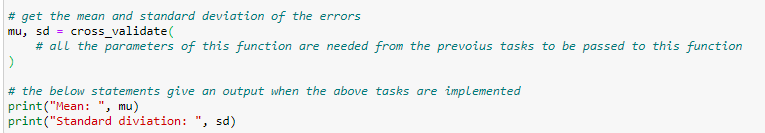 # get the mean and standard deviation of the errors
mu, sd = cross_validate(
# all the parameters of this function are needed from the prevoius tasks to be passed to this function
)
# the below statements give an output when the above tasks are implemented
print("Mean: ", mu)
print("Standard diviation: ", sd)